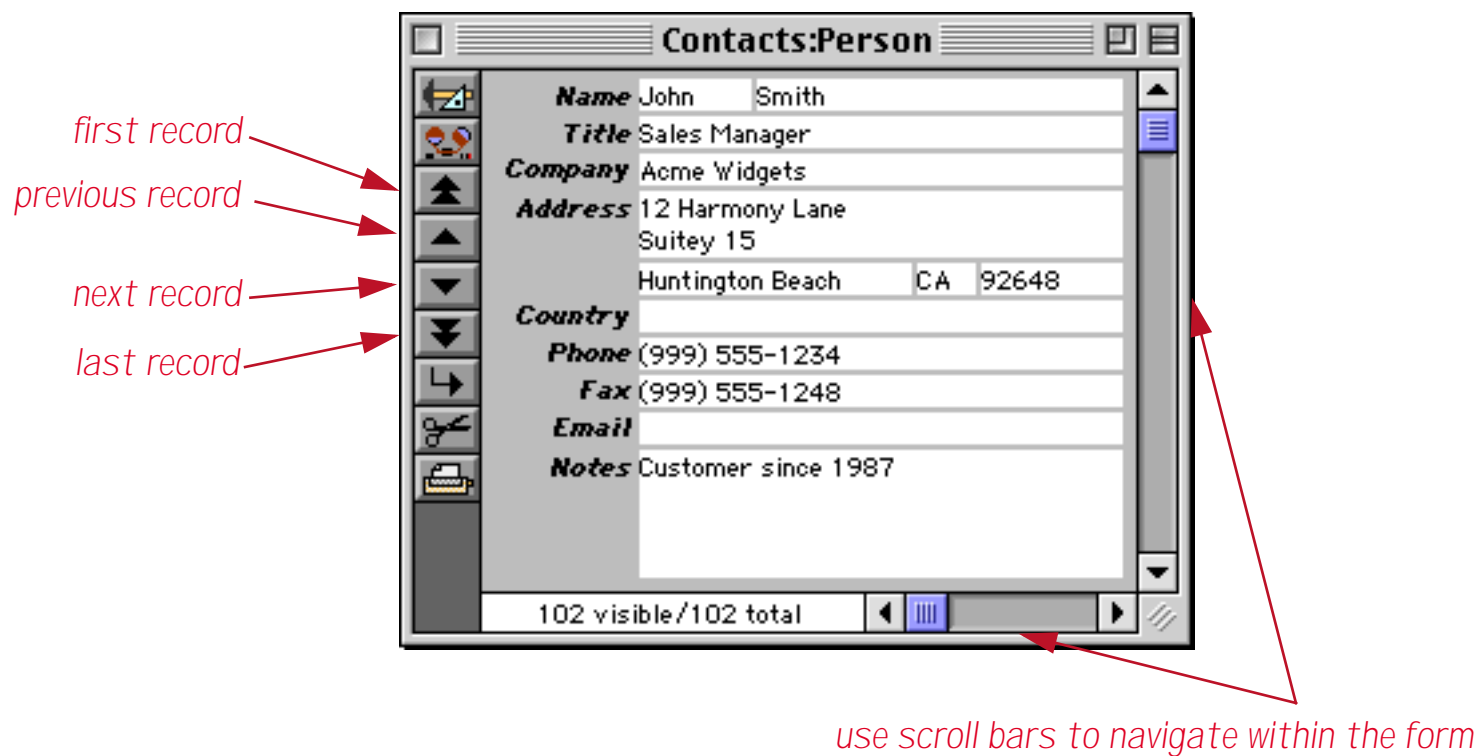 Contacts:Person
first record
previous record
next record
last record
Name John Smith
Title Sales Manager
Company Acme Widgets
Address 12 Harmony Lane
Suitey 15
Huntington Beach CA 92648
Country
Phone (999) 555-1234
Fax (999) 555-1248
Email
Notes Customer since 1987
102 visible/102 total
use scroll bars to navigate within the form